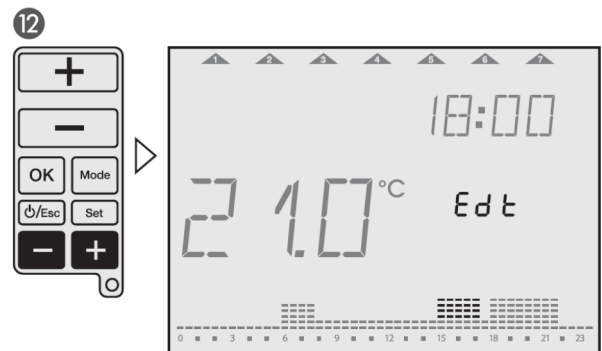 12
+
1 2 3 4 5 6 7
18:00
−
OK Mode
21.0 °C
Edt
⏻/Esc Set
− +
0 ▪ ▪ 3 ▪ ▪ 6 ▪ ▪ 9 ▪ ▪ 12 ▪ ▪ 15 ▪ ▪ 18 ▪ ▪ 21 ▪ 23